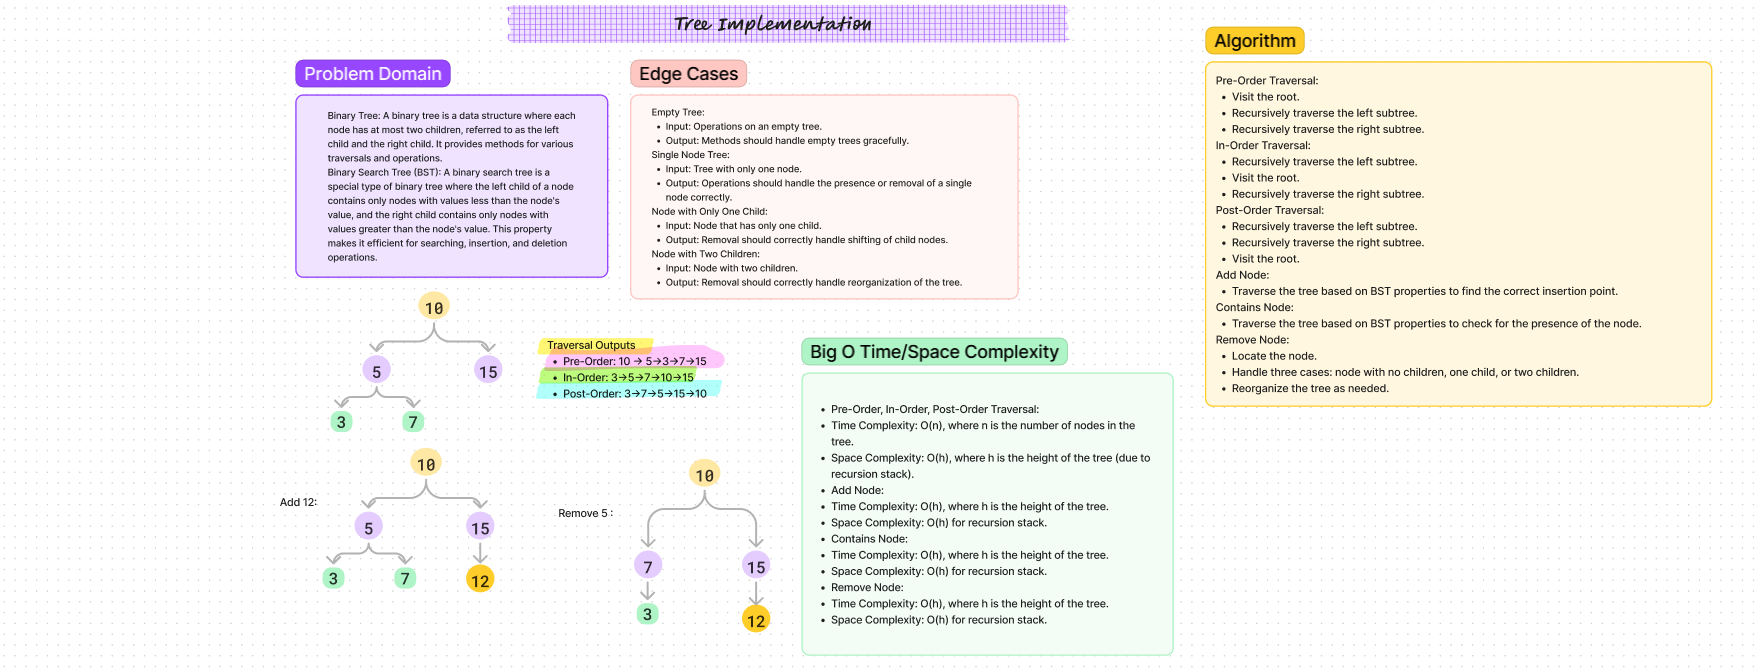 Tree Implementation
Problem Domain
Binary Tree: A binary tree is a data structure where each
node has at most two children, referred to as the left
child and the right child. It provides methods for various
traversals and operations.
Binary Search Tree (BST): A binary search tree is a
special type of binary tree where the left child of a node
contains only nodes with values less than the node's
value, and the right child contains only nodes with
values greater than the node's value. This property
makes it efficient for searching, insertion, and deletion
operations.
Edge Cases
Empty Tree:
• Input: Operations on an empty tree.
• Output: Methods should handle empty trees gracefully.
Single Node Tree:
• Input: Tree with only one node.
• Output: Operations should handle the presence or removal of a single
node correctly.
Node with Only One Child:
• Input: Node that has only one child.
• Output: Removal should correctly handle shifting of child nodes.
Node with Two Children:
• Input: Node with two children.
• Output: Removal should correctly handle reorganization of the tree.
Algorithm
Pre-Order Traversal:
• Visit the root.
• Recursively traverse the left subtree.
• Recursively traverse the right subtree.
In-Order Traversal:
• Recursively traverse the left subtree.
• Visit the root.
• Recursively traverse the right subtree.
Post-Order Traversal:
• Recursively traverse the left subtree.
• Recursively traverse the right subtree.
• Visit the root.
Add Node:
• Traverse the tree based on BST properties to find the correct insertion point.
Contains Node:
• Traverse the tree based on BST properties to check for the presence of the node.
Remove Node:
• Locate the node.
• Handle three cases: node with no children, one child, or two children.
• Reorganize the tree as needed.
10
5 15
3 7
Traversal Outputs
• Pre-Order: 10 → 5→3→7→15
• In-Order: 3→5→7→10→15
• Post-Order: 3→7→5→15→10
Add 12:
10
5 15
3 7 12
Remove 5 :
10
7 15
3 12
Big O Time/Space Complexity
• Pre-Order, In-Order, Post-Order Traversal:
• Time Complexity: O(n), where n is the number of nodes in the
tree.
• Space Complexity: O(h), where h is the height of the tree (due to
recursion stack).
• Add Node:
• Time Complexity: O(h), where h is the height of the tree.
• Space Complexity: O(h) for recursion stack.
• Contains Node:
• Time Complexity: O(h), where h is the height of the tree.
• Space Complexity: O(h) for recursion stack.
• Remove Node:
• Time Complexity: O(h), where h is the height of the tree.
• Space Complexity: O(h) for recursion stack.